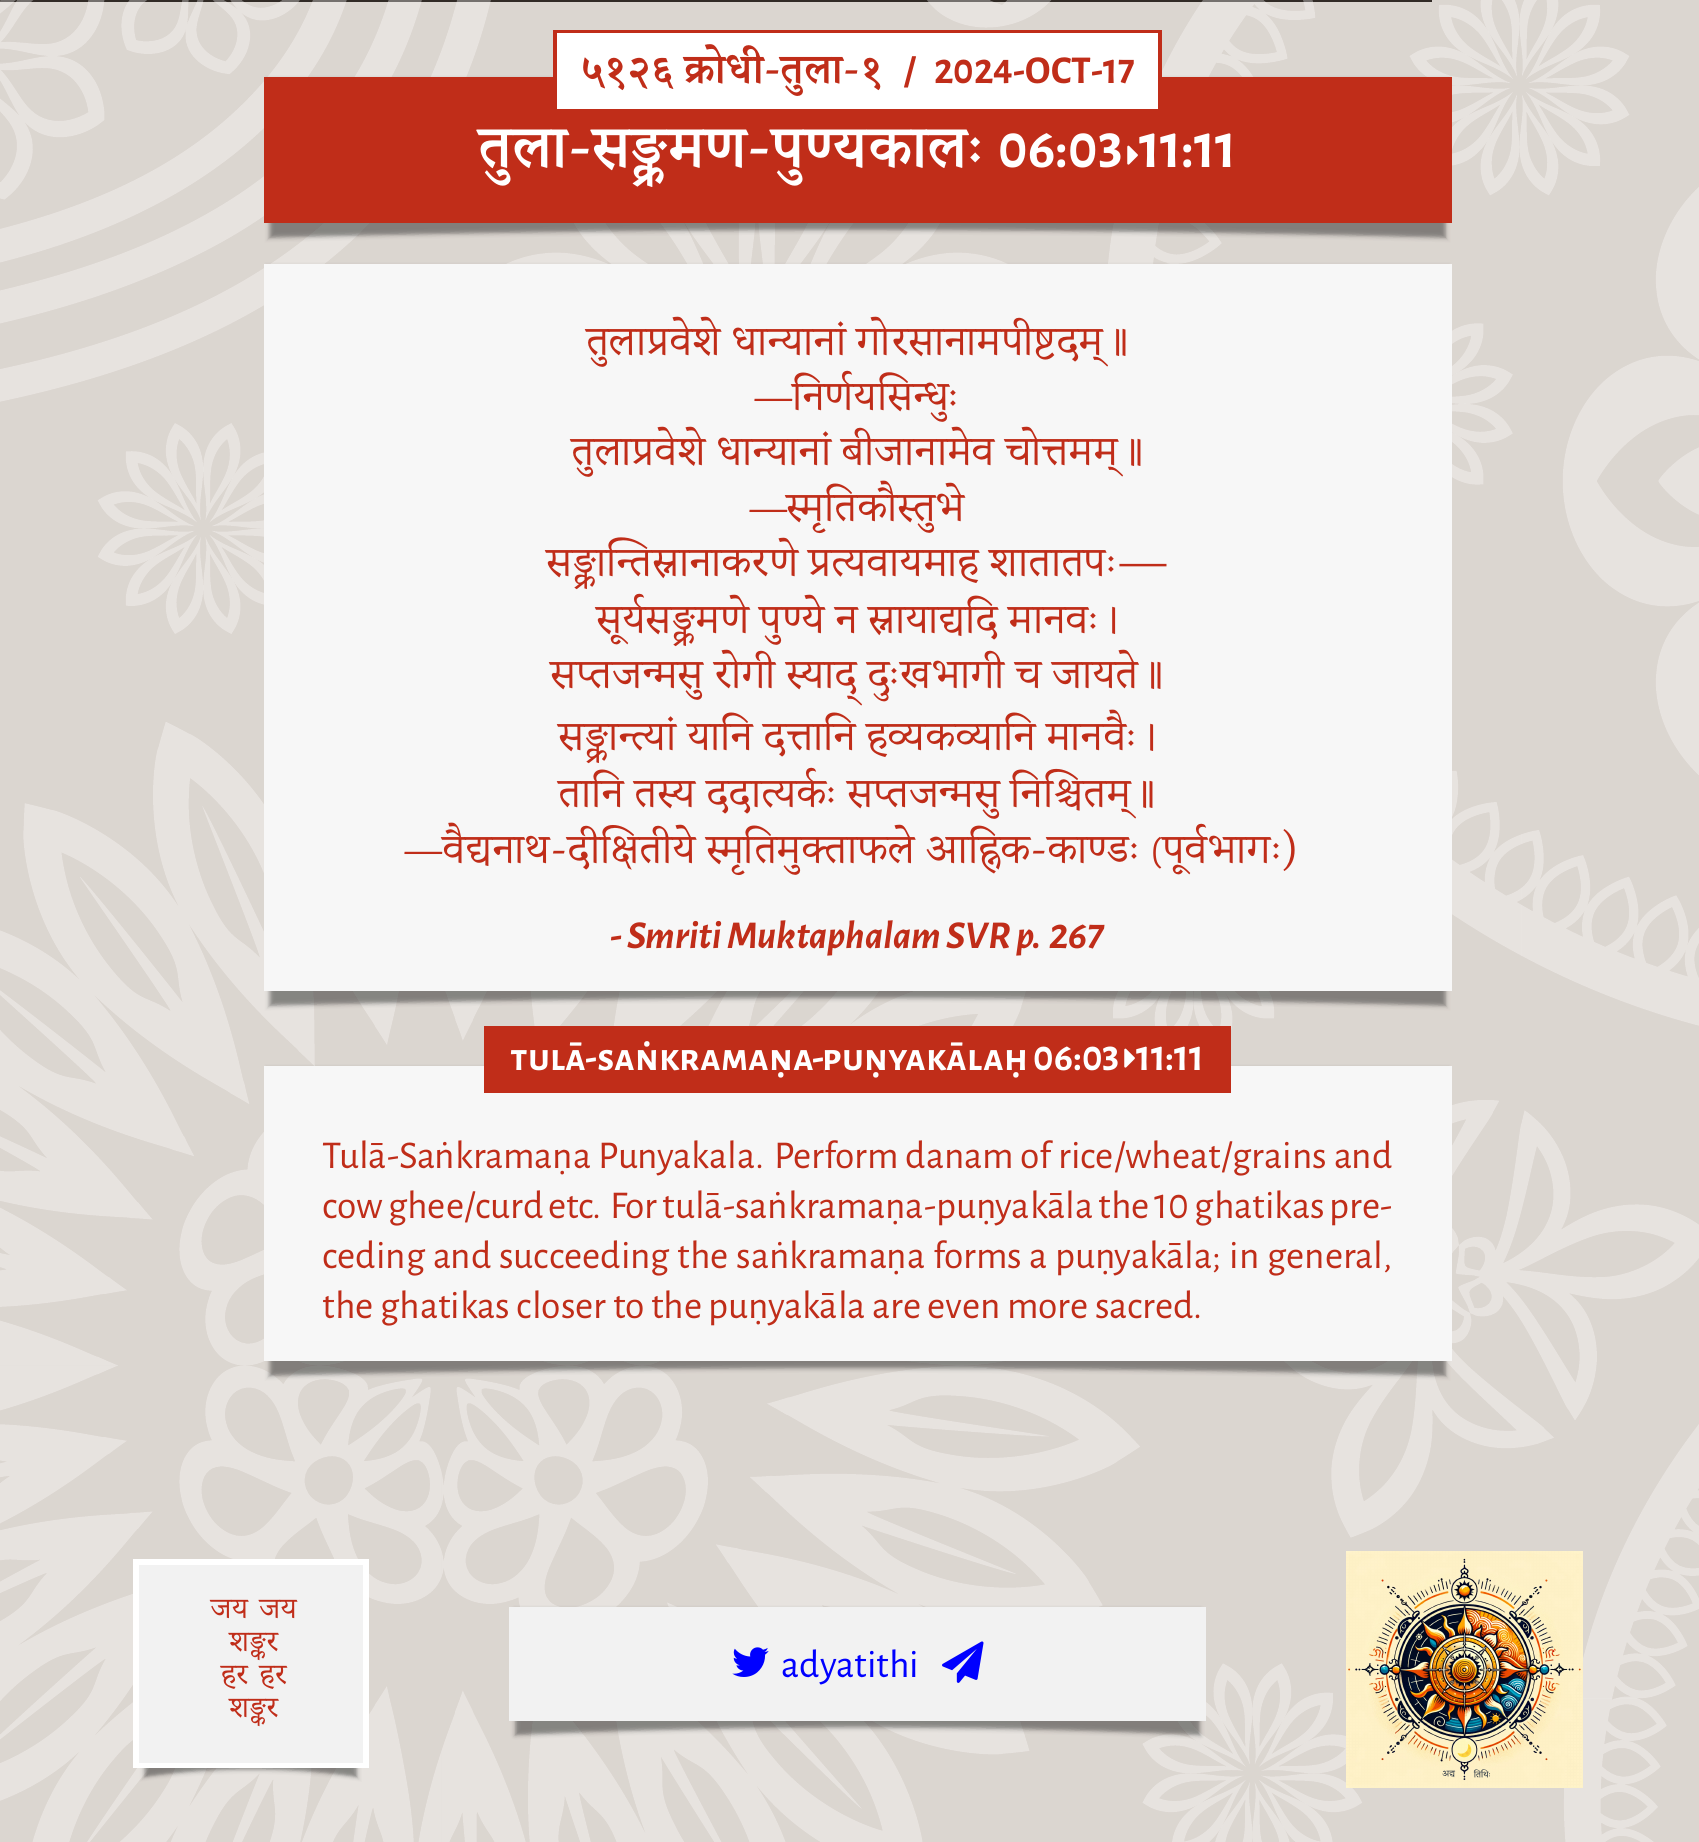 ५१२६ क्रोधी-तुला-१ / 2024-OCT-17
तुला-सङ्क्रमण-पुण्यकालः 06:03▸11:11
तुलाप्रवेशे धान्यानां गोरसानामपीष्टदम्॥
—निर्णयसिन्धुः
तुलाप्रवेशे धान्यानां बीजानामेव चोत्तमम्॥
—स्मृतिकौस्तुभे
सङ्क्रान्तिस्नानाकरणे प्रत्यवायमाह शातातपः—
सूर्यसङ्क्रमणे पुण्ये न स्नायाद्यदि मानवः।
सप्तजन्मसु रोगी स्याद् दुःखभागी च जायते॥
सङ्क्रान्त्यां यानि दत्तानि हव्यकव्यानि मानवैः।
तानि तस्य ददात्यर्कः सप्तजन्मसु निश्चितम्॥
—वैद्यनाथ-दीक्षितीये स्मृतिमुक्ताफले आह्निक-काण्डः (पूर्वभागः)
- Smriti Muktaphalam SVR p. 267
TULĀ-SAṄKRAMAṆA-PUṆYAKĀLAḤ 06:03▸11:11
Tulā-Saṅkramaṇa Punyakala. Perform danam of rice/wheat/grains and
cow ghee/curd etc. For tulā-saṅkramaṇa-puṇyakāla the 10 ghatikas pre-
ceding and succeeding the saṅkramaṇa forms a puṇyakāla; in general,
the ghatikas closer to the puṇyakāla are even more sacred.
जय जय
शङ्कर
हर हर
शङ्कर
adyatithi
अद्य तिथिः